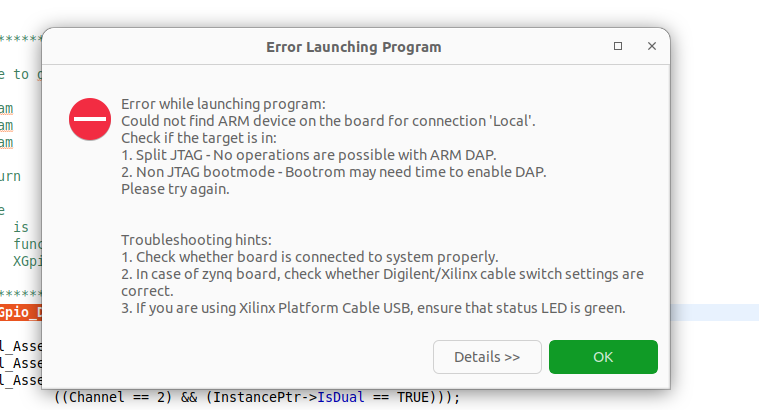 *******
Error Launching Program
e to
Error while launching program:
am
Could not find ARM device on the board for connection 'Local'.
am
Check if the target is in:
am
1. Split JTAG - No operations are possible with ARM DAP.
2. Non JTAG bootmode - Bootrom may need time to enable DAP.
urn
Please try again.
e
is
func
Troubleshooting hints:
XGpi
1. Check whether board is connected to system properly.
2. In case of zynq board, check whether Digilent/Xilinx cable switch settings are
correct.
*******
3. If you are using Xilinx Platform Cable USB, ensure that status LED is green.
Gpio_D
l_Asse
Details >>
OK
l_Asse
l_Asse
((Channel == 2) && (InstancePtr->IsDual == TRUE)));